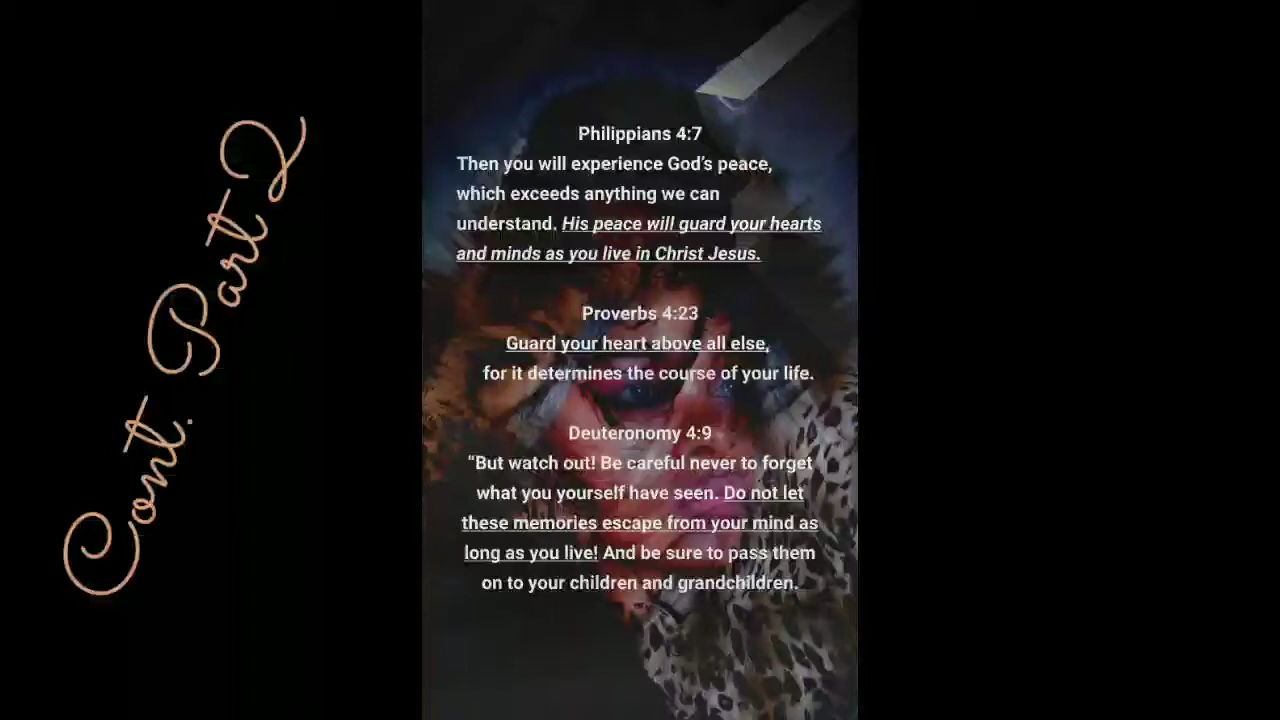 Cont. Part 2
Philippians 4:7
Then you will experience God’s peace,
which exceeds anything we can
understand. His peace will guard your hearts
and minds as you live in Christ Jesus.
Proverbs 4:23
Guard your heart above all else,
for it determines the course of your life.
Deuteronomy 4:9
“But watch out! Be careful never to forget
what you yourself have seen. Do not let
these memories escape from your mind as
long as you live! And be sure to pass them
on to your children and grandchildren.